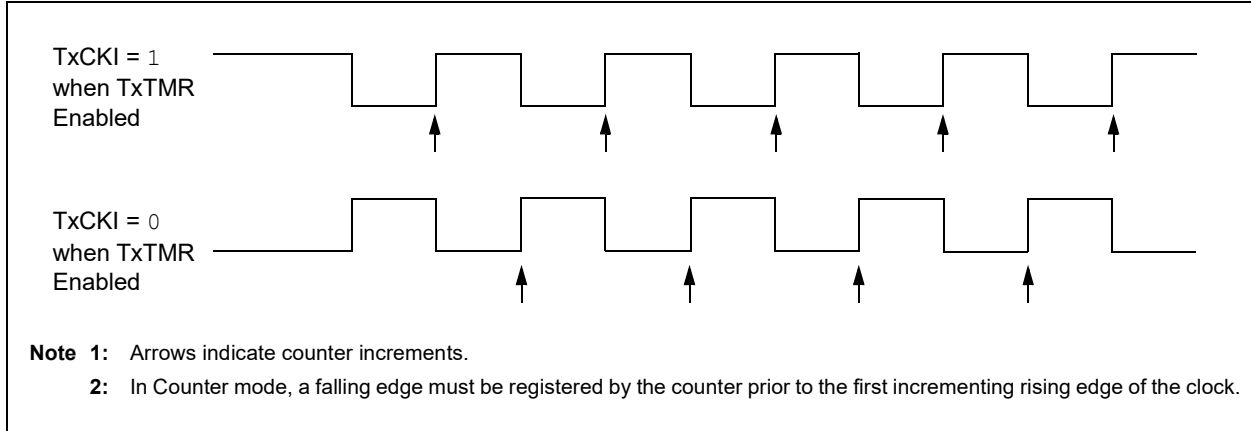 TxCKI = 1
when TxTMR
Enabled
TxCKI = 0
when TxTMR
Enabled
Note 1: Arrows indicate counter increments.
2: In Counter mode, a falling edge must be registered by the counter prior to the first incrementing rising edge of the clock.